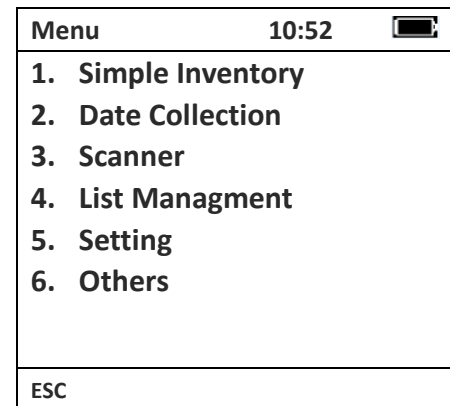 Menu 10:52
1. Simple Inventory
2. Date Collection
3. Scanner
4. List Managment
5. Setting
6. Others
ESC